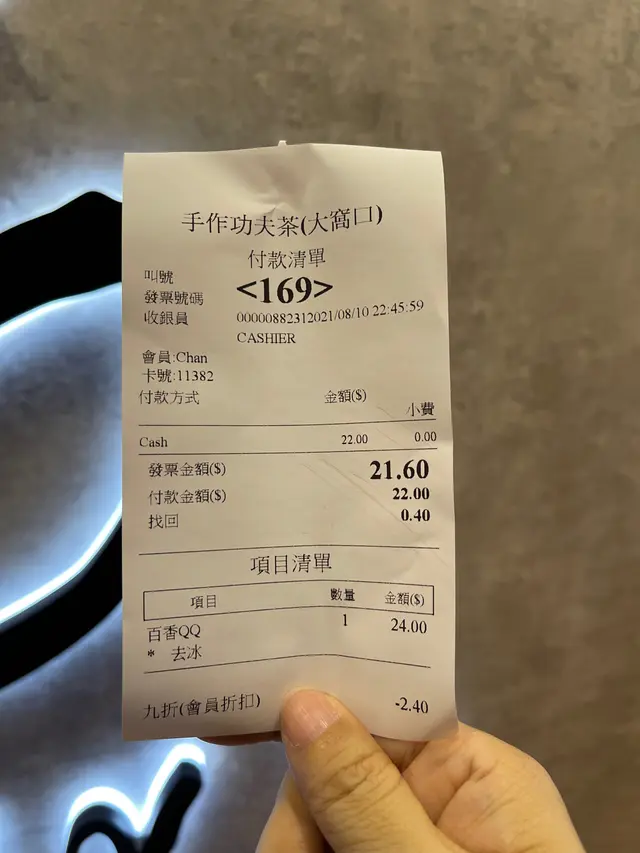 手作功夫茶(大窩口)
付款清單
叫號 <169>
發票號碼 00000882312021/08/10 22:45:59
收銀員 CASHIER
會員:Chan
卡號:11382
付款方式 金額($) 小費
Cash 22.00 0.00
發票金額($) 21.60
付款金額($) 22.00
找回 0.40
項目清單
項目 數量 金額($)
百香QQ 1 24.00
* 去冰
九折(會員折扣) -2.40